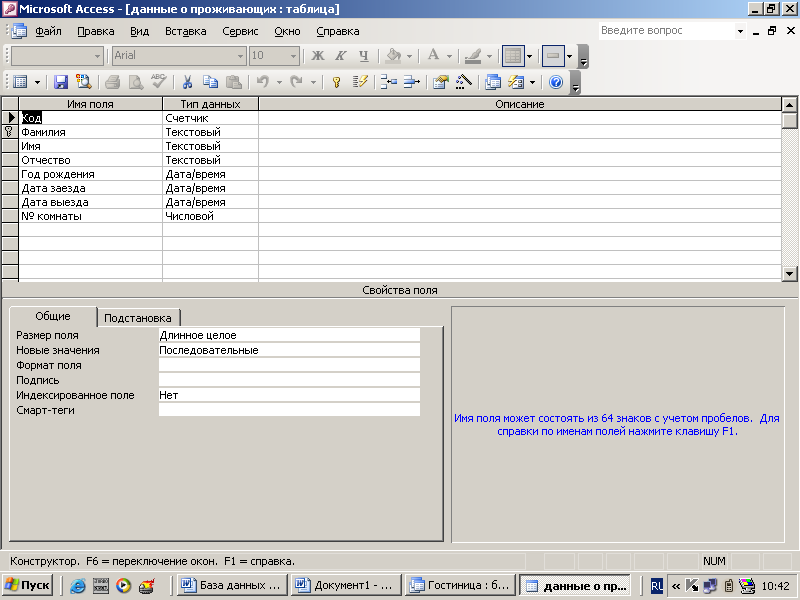 Microsoft Access - [данные о проживающих : таблица]
Файл Правка Вид Вставка Сервис Окно Справка Введите вопрос
Arial 10 Ж К Ч
Имя поля Тип данных Описание
Код Счетчик
Фамилия Текстовый
Имя Текстовый
Отчество Текстовый
Год рождения Дата/время
Дата заезда Дата/время
Дата выезда Дата/время
№ комнаты Числовой
Свойства поля
Общие Подстановка
Размер поля Длинное целое
Новые значения Последовательные
Формат поля
Подпись
Индексированное поле Нет
Смарт-теги
Имя поля может состоять из 64 знаков с учетом пробелов. Для
справки по именам полей нажмите клавишу F1.
Конструктор. F6 = переключение окон. F1 = справка. NUM
Пуск База данных ... Документ1 - ... Гостиница : б... данные о пр... RU « 10:42